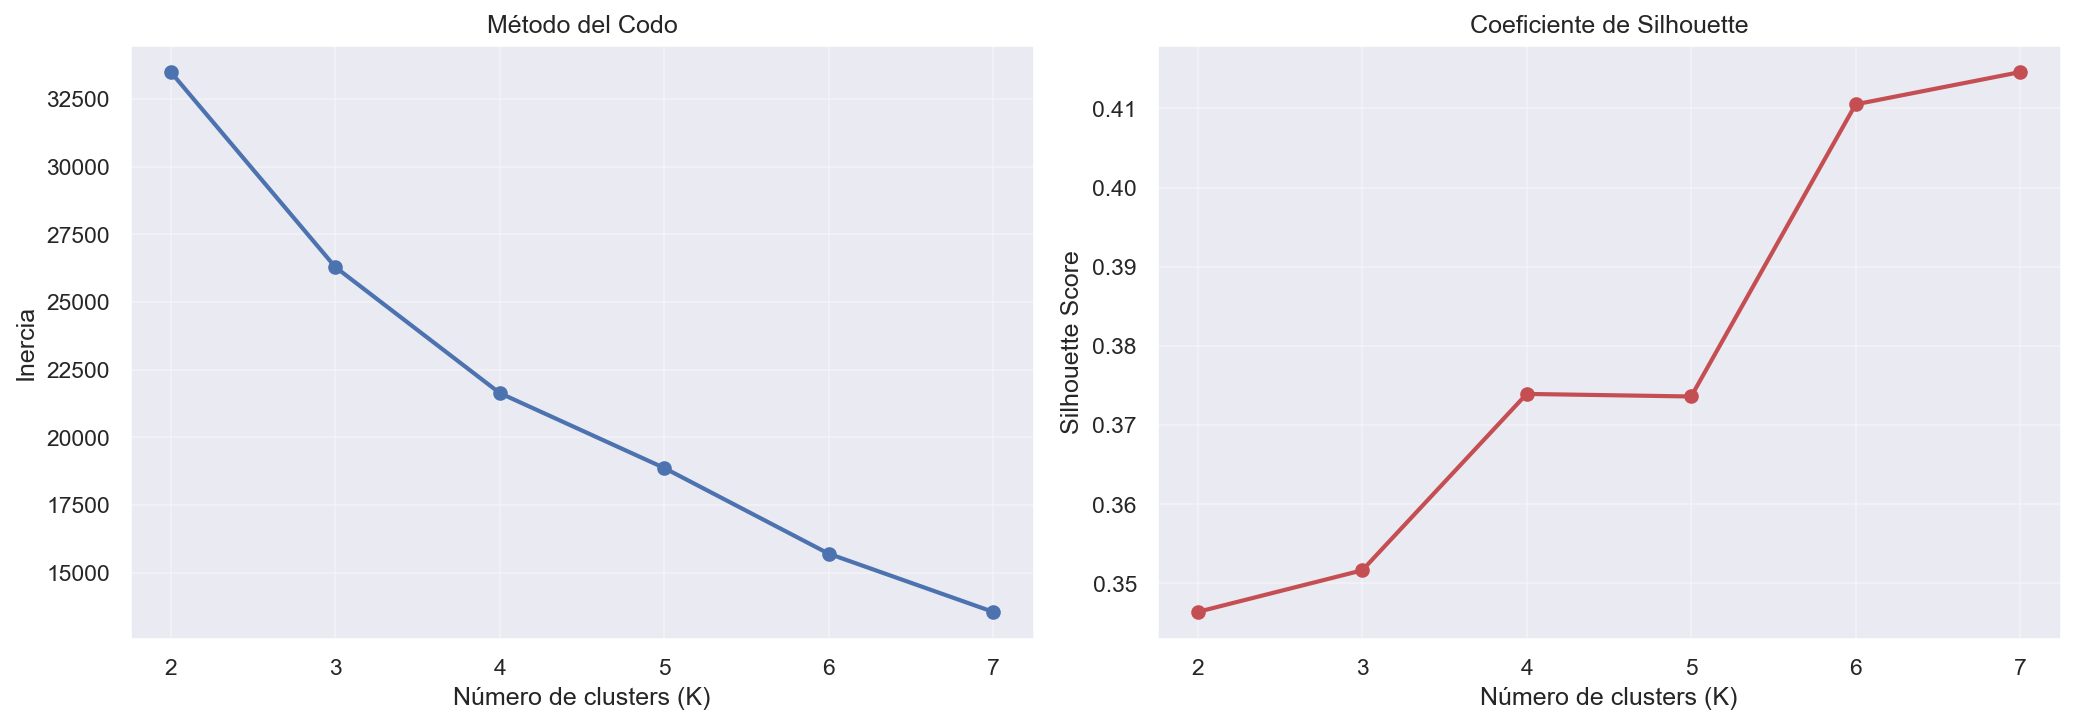 Método del Codo
32500
30000
27500
25000
22500
20000
17500
15000
Inercia
2 3 4 5 6 7
Número de clusters (K)
Coeficiente de Silhouette
0.41
0.40
0.39
0.38
0.37
0.36
0.35
Silhouette Score
2 3 4 5 6 7
Número de clusters (K)